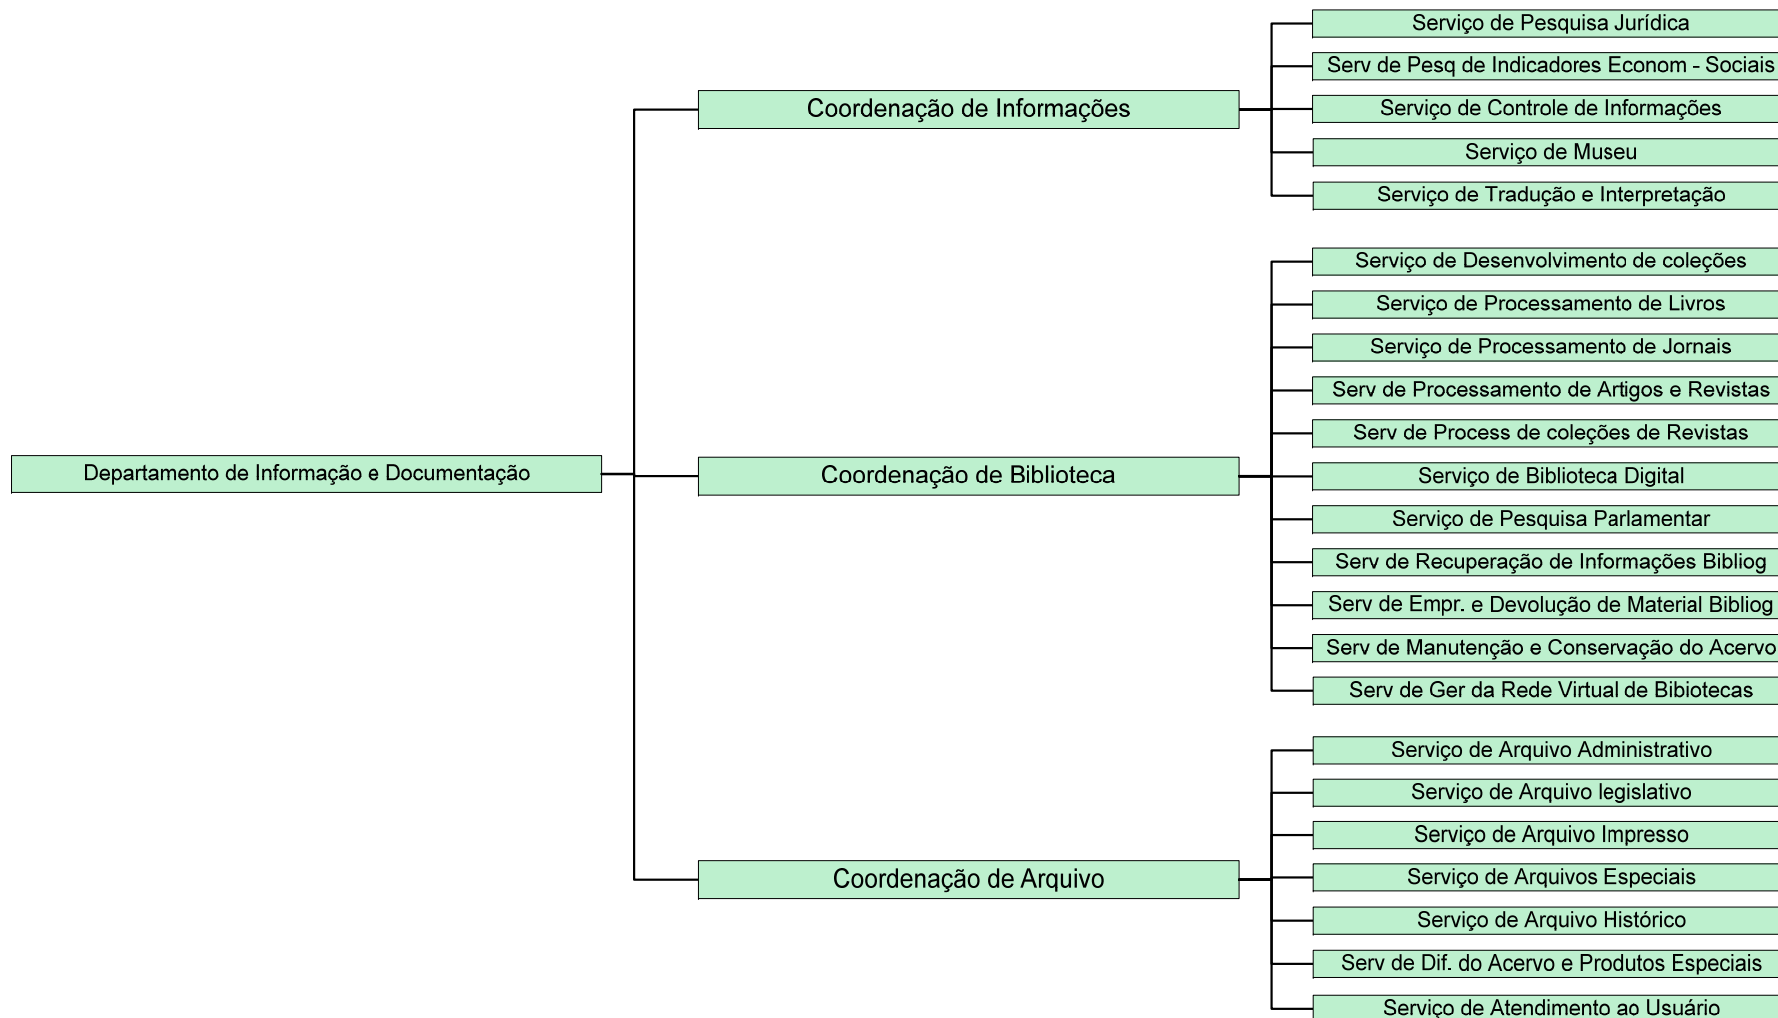 Departamento de Informação e Documentação
Coordenação de Informações
Serviço de Pesquisa Jurídica
Serv de Pesq de Indicadores Econom - Sociais
Serviço de Controle de Informações
Serviço de Museu
Serviço de Tradução e Interpretação
Coordenação de Biblioteca
Serviço de Desenvolvimento de coleções
Serviço de Processamento de Livros
Serviço de Processamento de Jornais
Serv de Processamento de Artigos e Revistas
Serv de Process de coleções de Revistas
Serviço de Biblioteca Digital
Serviço de Pesquisa Parlamentar
Serv de Recuperação de Informações Bibliog
Serv de Empr. e Devolução de Material Bibliog
Serv de Manutenção e Conservação do Acervo
Serv de Ger da Rede Virtual de Bibiotecas
Coordenação de Arquivo
Serviço de Arquivo Administrativo
Serviço de Arquivo legislativo
Serviço de Arquivo Impresso
Serviço de Arquivos Especiais
Serviço de Arquivo Histórico
Serv de Dif. do Acervo e Produtos Especiais
Serviço de Atendimento ao Usuário